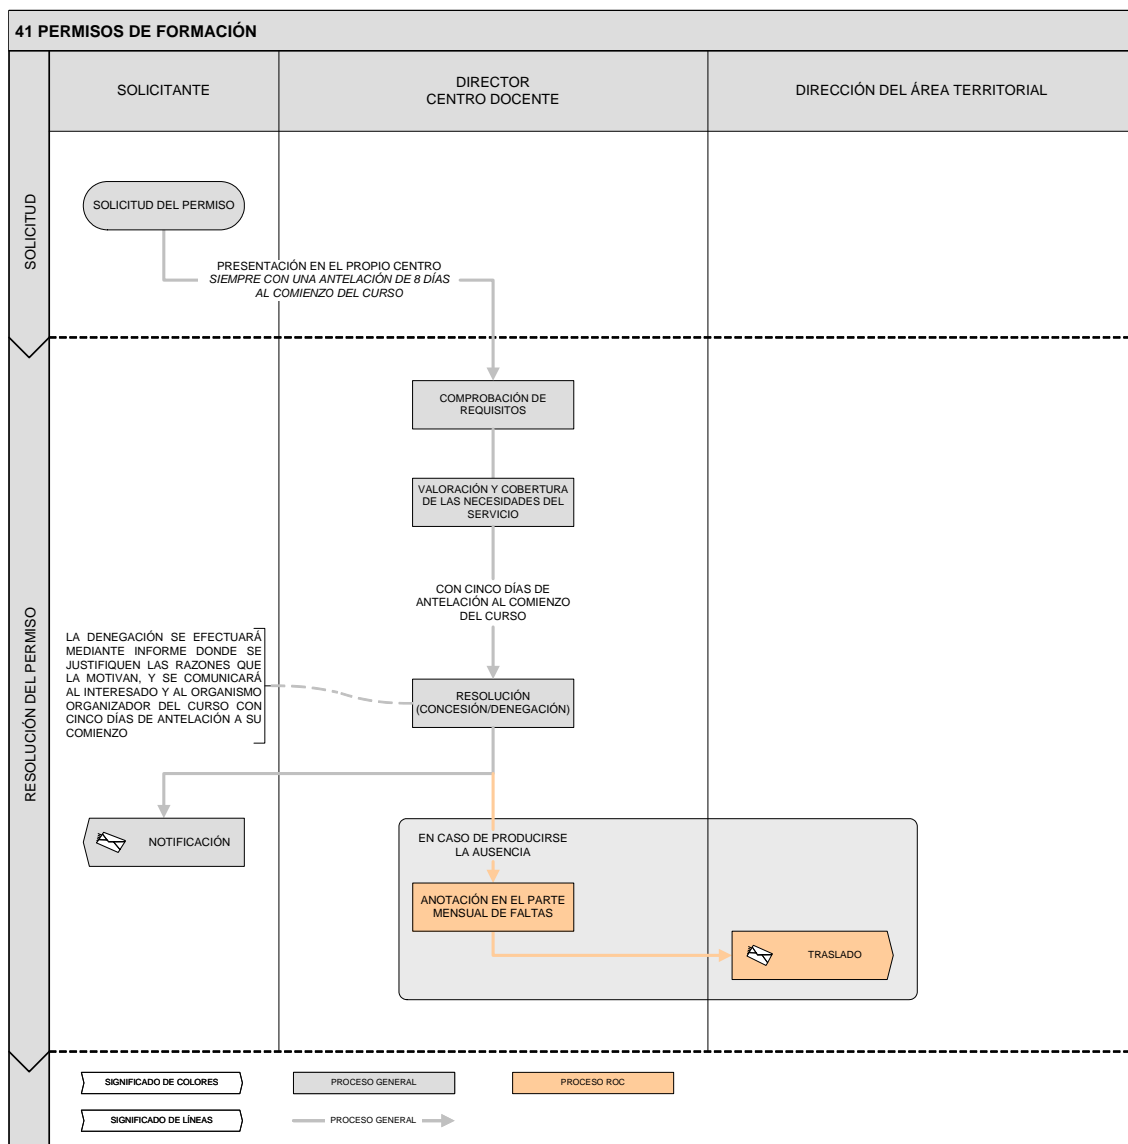 41 PERMISOS DE FORMACIÓN
SOLICITANTE
DIRECTOR
CENTRO DOCENTE
DIRECCIÓN DEL ÁREA TERRITORIAL
SOLICITUD
SOLICITUD DEL PERMISO
PRESENTACIÓN EN EL PROPIO CENTRO
SIEMPRE CON UNA ANTELACIÓN DE 8 DÍAS
AL COMIENZO DEL CURSO
RESOLUCIÓN DEL PERMISO
COMPROBACIÓN DE
REQUISITOS
VALORACIÓN Y COBERTURA
DE LAS NECESIDADES DEL
SERVICIO
CON CINCO DÍAS DE
ANTELACIÓN AL COMIENZO
DEL CURSO
LA DENEGACIÓN SE EFECTUARÁ
MEDIANTE INFORME DONDE SE
JUSTIFIQUEN LAS RAZONES QUE
LA MOTIVAN, Y SE COMUNICARÁ
AL INTERESADO Y AL ORGANISMO
ORGANIZADOR DEL CURSO CON
CINCO DÍAS DE ANTELACIÓN A SU
COMIENZO
RESOLUCIÓN
(CONCESIÓN/DENEGACIÓN)
NOTIFICACIÓN
EN CASO DE PRODUCIRSE
LA AUSENCIA
ANOTACIÓN EN EL PARTE
MENSUAL DE FALTAS
TRASLADO
SIGNIFICADO DE COLORES
PROCESO GENERAL
PROCESO ROC
SIGNIFICADO DE LÍNEAS
PROCESO GENERAL